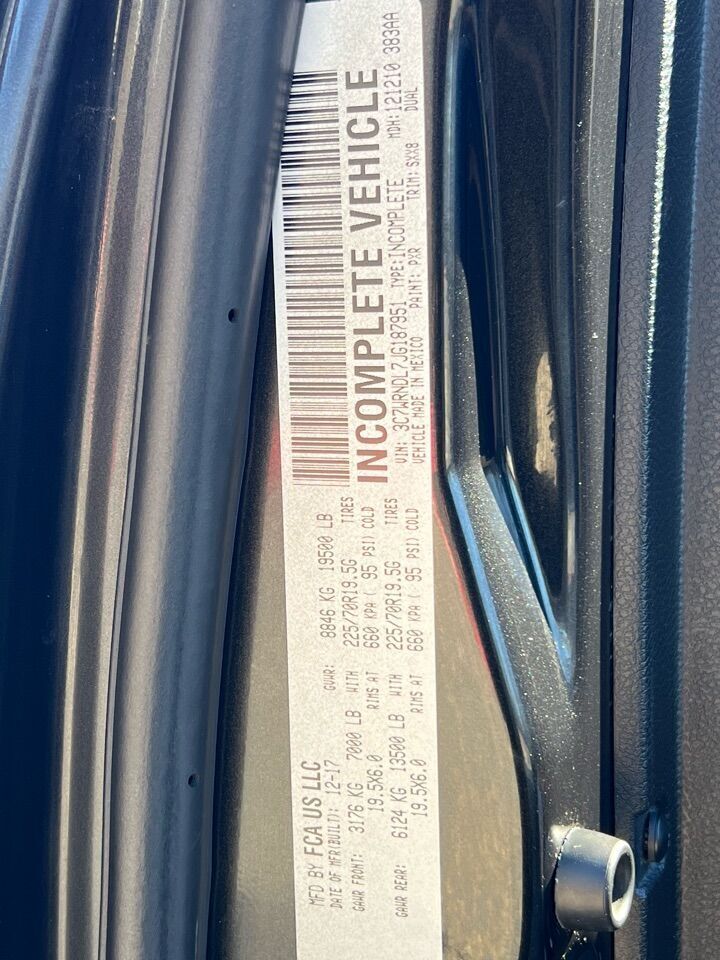 MFD BY FCA US LLC
DATE OF MFR(BUILT): 12-17 GVWR: 8846 KG 19500 LB
GAWR FRONT: 3176 KG 7000 LB WITH 225/70R19.5G TIRES
19.5X6.0 RIMS AT 660 KPA ( 95 PSI) COLD
GAWR REAR: 6124 KG 13500 LB WITH 225/70R19.5G TIRES
19.5X6.0 RIMS AT 660 KPA ( 95 PSI) COLD
INCOMPLETE VEHICLE
MDH:121210 383AA
VIN: 3C7WRNDL7JG187951 TYPE:INCOMPLETE DUAL
VEHICLE MADE IN MEXICO PAINT: PXR TRIM: SXX8